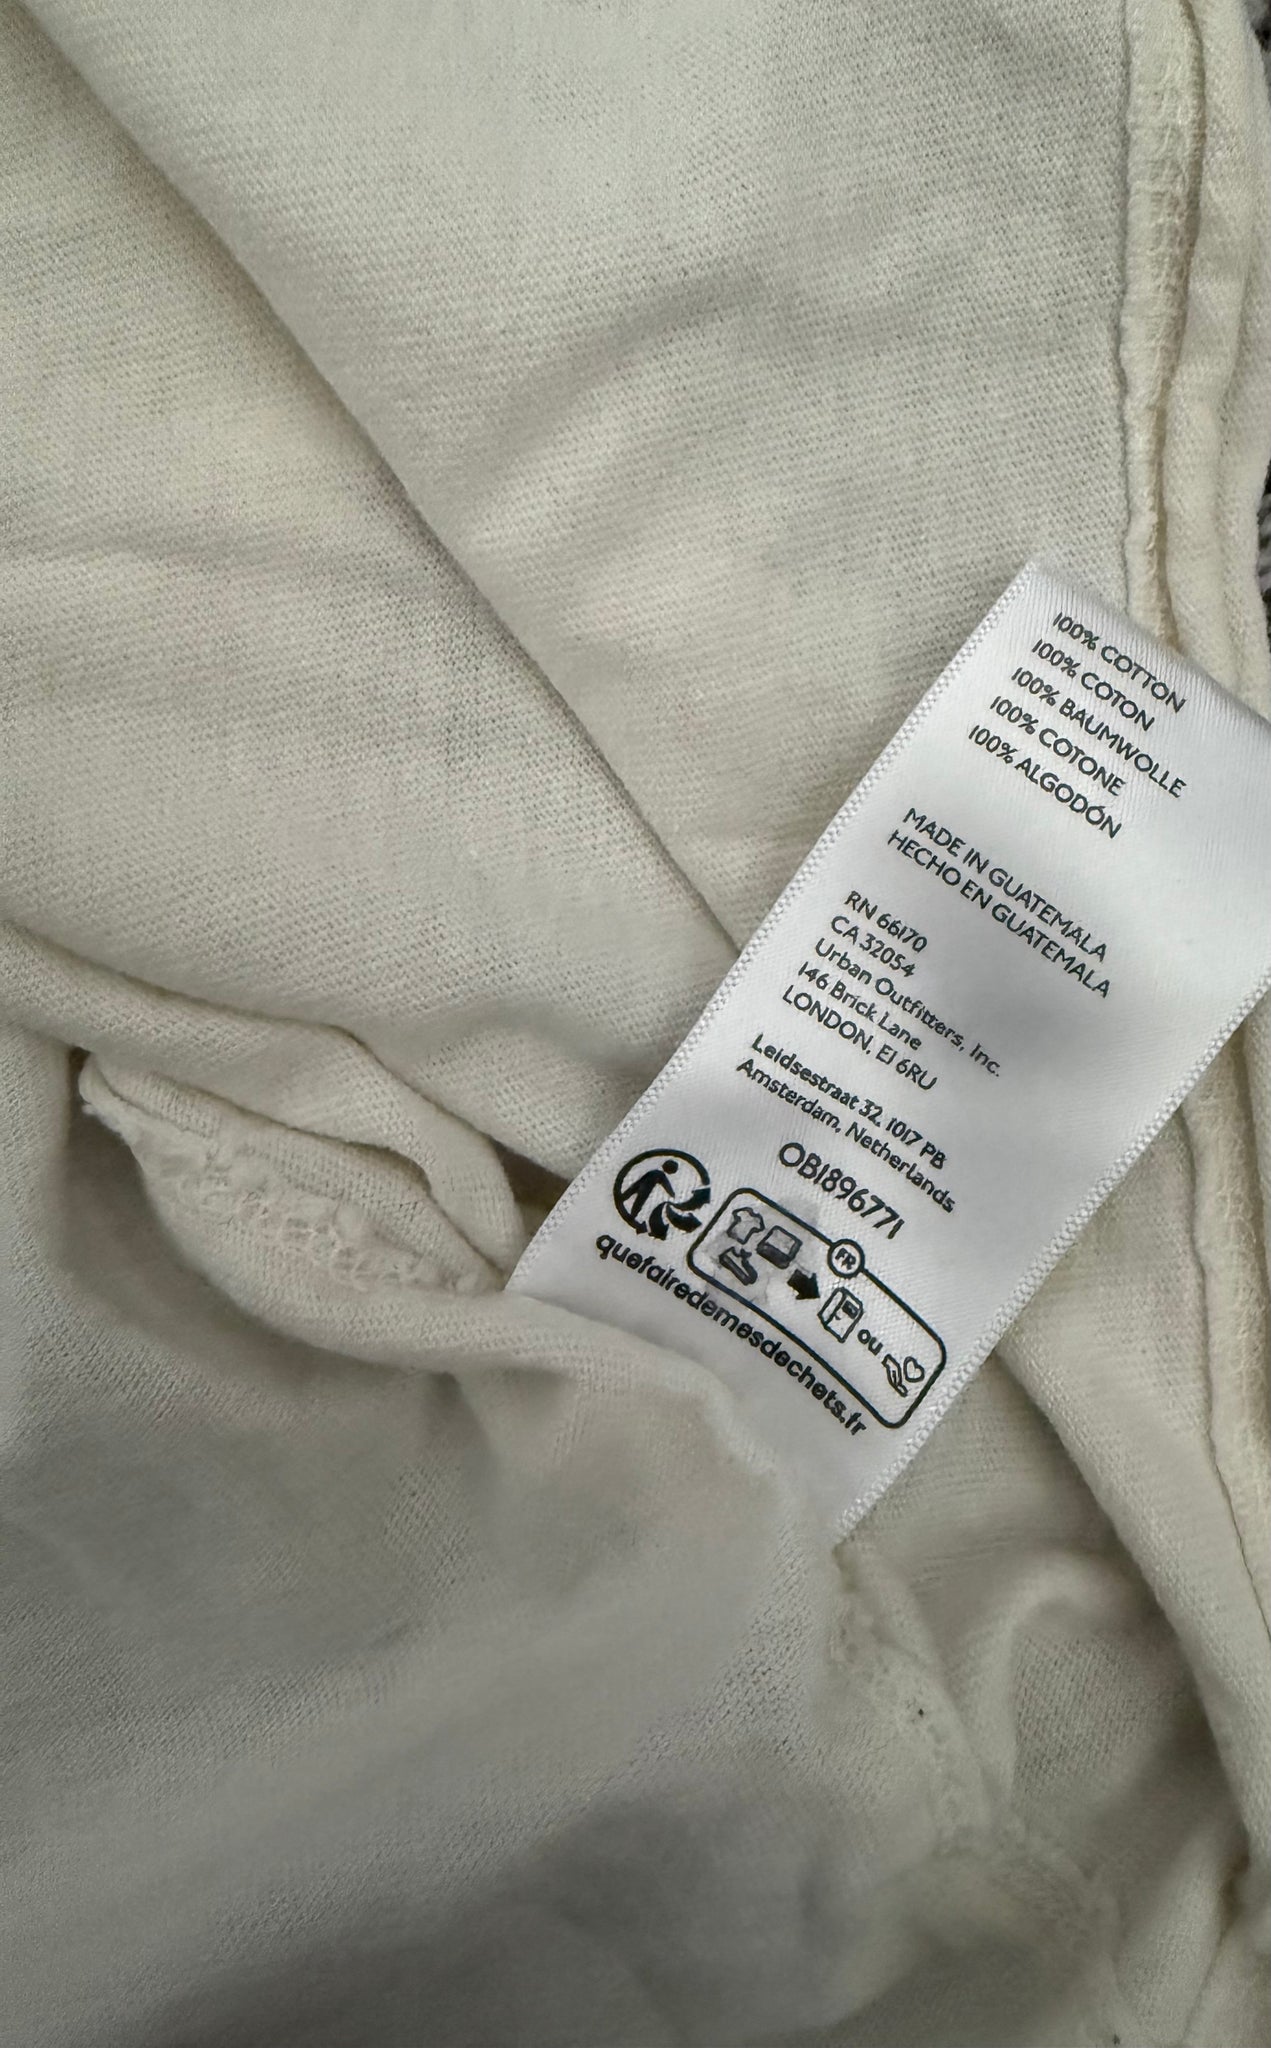 100% COTTON
100% COTON
100% BAUMWOLLE
100% COTONE
100% ALGODÓN
MADE IN GUATEMALA
HECHO EN GUATEMALA
RN 66170
CA 32054
Urban Outfitters, Inc.
146 Brick Lane
LONDON, E1 6RU
Leidsestraat 32, 1017 PB
Amsterdam, Netherlands
OB1896771
FR
ou
quefairedemesdechets.fr